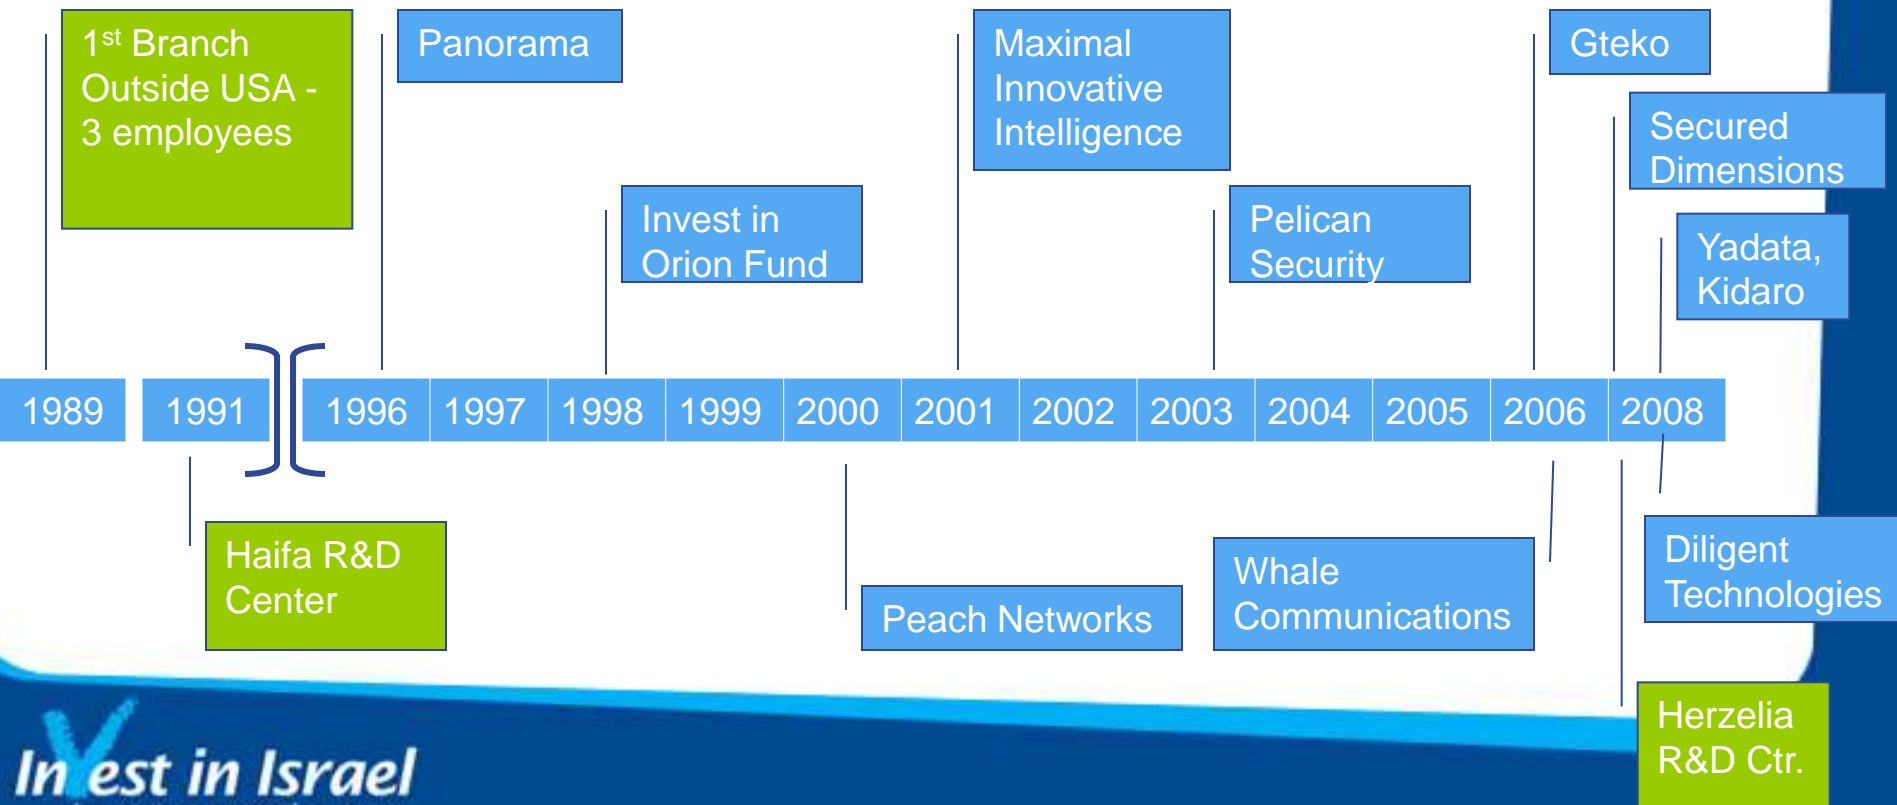 1st Branch
Outside USA -
3 employees
Panorama
Maximal
Innovative
Intelligence
Gteko
Secured
Dimensions
Invest in
Orion Fund
Pelican
Security
Yadata,
Kidaro
1989 1991 1996 1997 1998 1999 2000 2001 2002 2003 2004 2005 2006 2008
Haifa R&D
Center
Peach Networks
Whale
Communications
Diligent
Technologies
Herzelia
R&D Ctr.
Invest in Israel